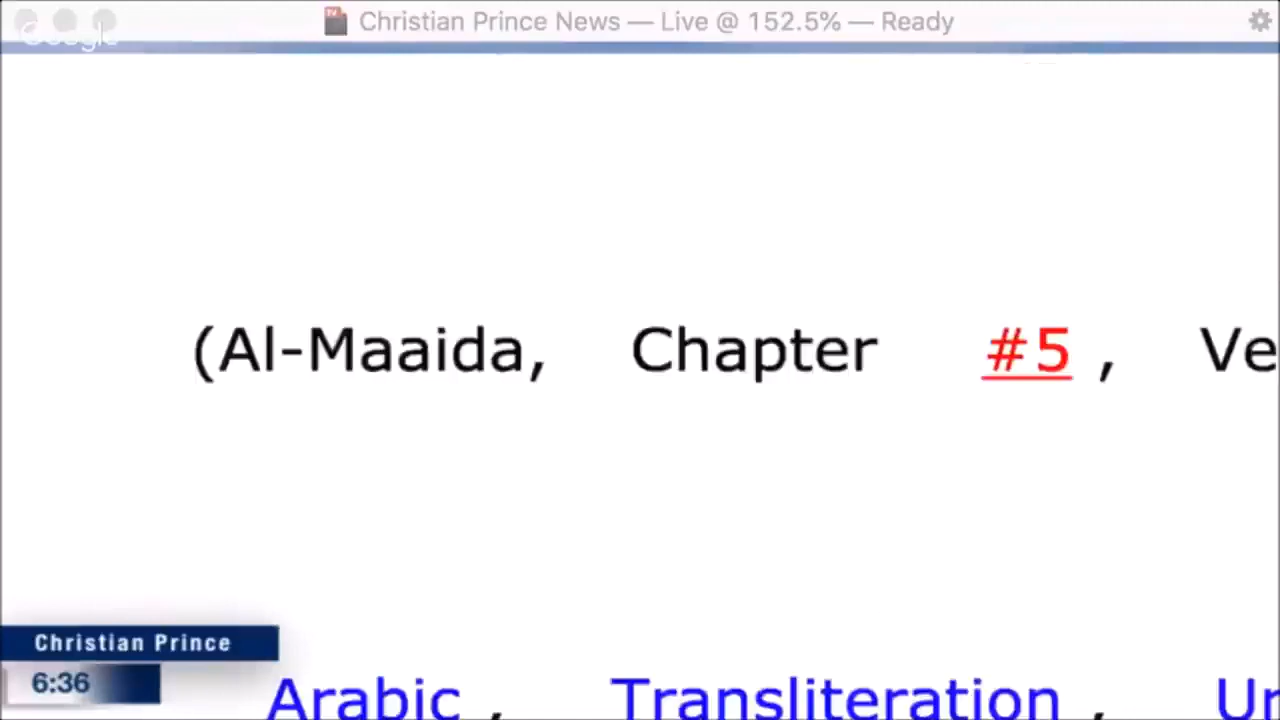 Christian Prince News — Live @ 152.5% — Ready
Google
(Al-Maaida, Chapter #5 , Ve
Christian Prince
6:36
Arabic , Transliteration , Ur